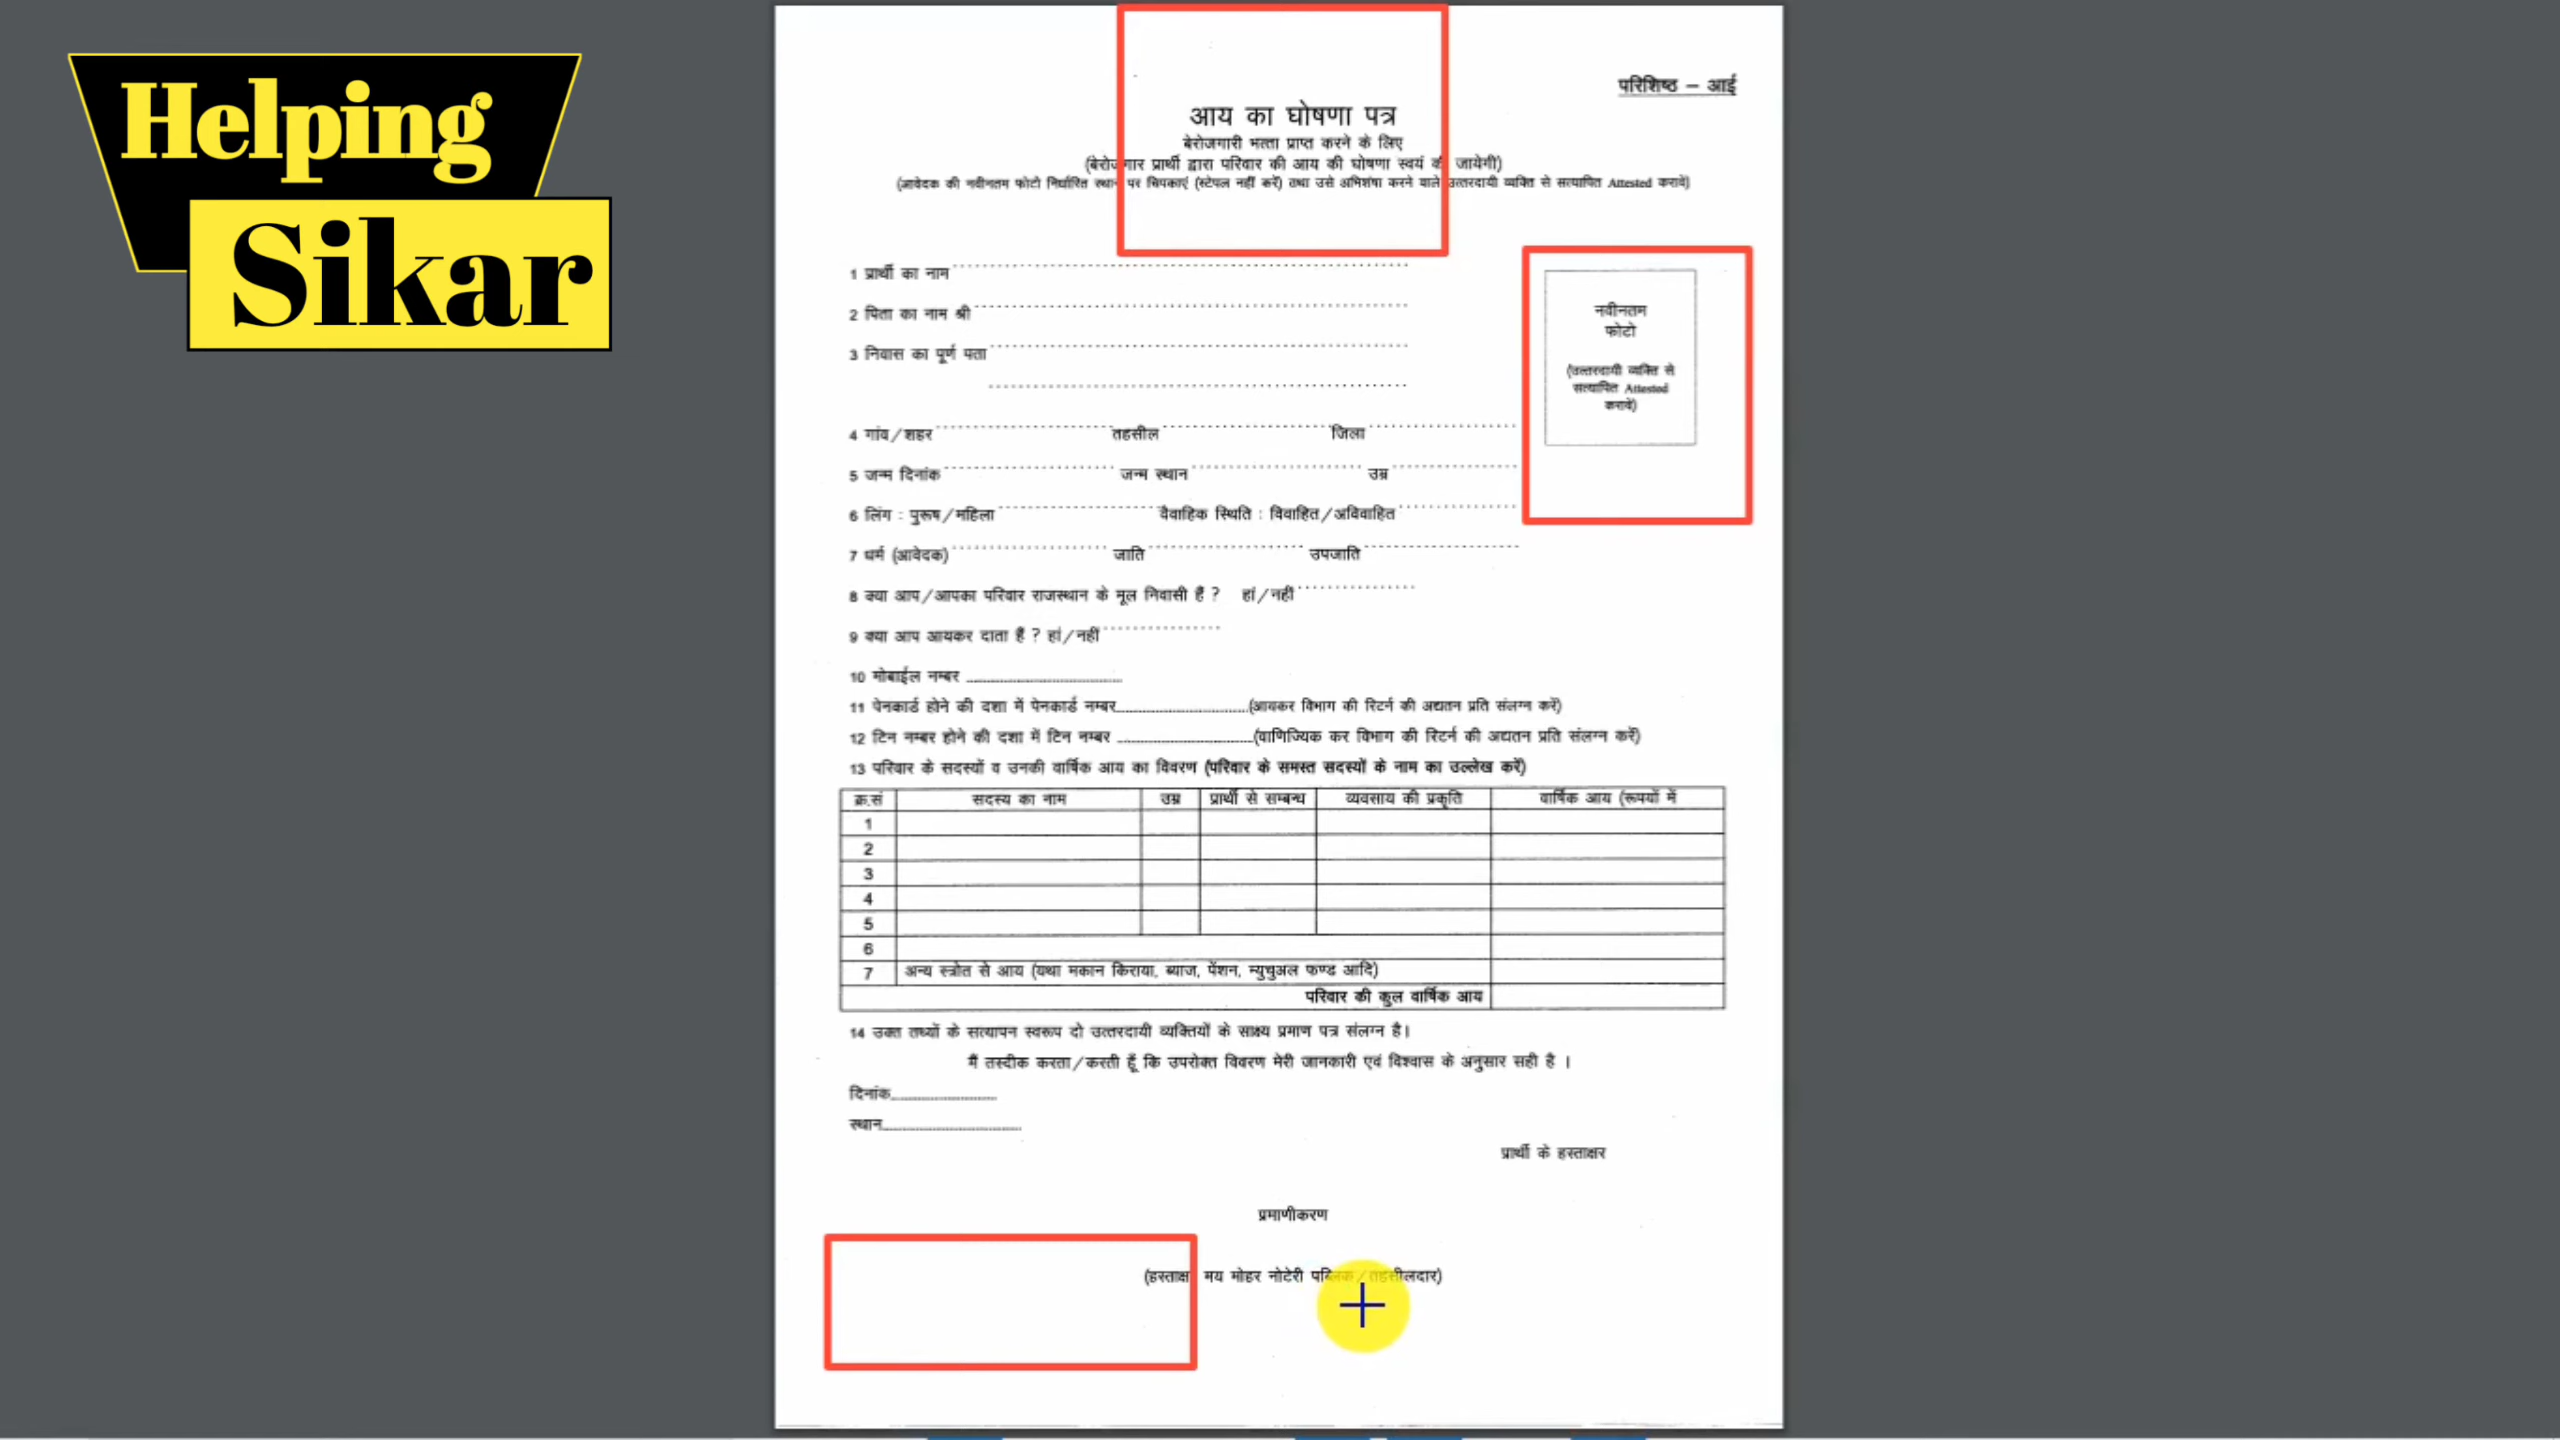 Helping
Sikar
परिशिष्ठ – आई
आय का घोषणा पत्र
बेरोजगारी भत्ता प्राप्त करने के लिए
(बेरोजगार प्रार्थी द्वारा परिवार की आय की घोषणा स्वयं की जायेगी)
(आवेदक की नवीनतम फोटो निर्धारित स्थान पर चिपकाएं (स्टेपल नहीं करें) तथा उसे अभिशंषा करने वाले उत्तरदायी व्यक्ति से सत्यापित Attested करावें)
1 प्रार्थी का नाम
2 पिता का नाम श्री
3 निवास का पूर्ण पता
नवीनतम
फोटो
(उत्तरदायी व्यक्ति से
सत्यापित Attested
करावें)
4 गांव/शहर तहसील जिला
5 जन्म दिनांक जन्म स्थान उम्र
6 लिंग : पुरूष/महिला वैवाहिक स्थिति : विवाहित/अविवाहित
7 धर्म (आवेदक) जाति उपजाति
8 क्या आप/आपका परिवार राजस्थान के मूल निवासी हैं ? हां/नहीं
9 क्या आप आयकर दाता हैं ? हां/नहीं
10 मोबाईल नम्बर
11 पेनकार्ड होने की दशा में पेनकार्ड नम्बर (आयकर विभाग की रिटर्न की अद्यतन प्रति संलग्न करें)
12 टिन नम्बर होने की दशा में टिन नम्बर (वाणिज्यिक कर विभाग की रिटर्न की अद्यतन प्रति संलग्न करें)
13 परिवार के सदस्यों व उनकी वार्षिक आय का विवरण (परिवार के समस्त सदस्यों के नाम का उल्लेख करें)
क्र.सं सदस्य का नाम उम्र प्रार्थी से सम्बन्ध व्यवसाय की प्रकृति वार्षिक आय (रूपयों में
1
2
3
4
5
6
7 अन्य स्त्रोत से आय (यथा मकान किराया, ब्याज, पेंशन, म्युचुअल फण्ड आदि)
परिवार की कुल वार्षिक आय
14 उक्त तथ्यों के सत्यापन स्वरूप दो उत्तरदायी व्यक्तियों के साक्ष्य प्रमाण पत्र संलग्न है।
मैं तस्दीक करता/करती हूँ कि उपरोक्त विवरण मेरी जानकारी एवं विश्वास के अनुसार सही है ।
दिनांक
स्थान
प्रार्थी के हस्ताक्षर
प्रमाणीकरण
(हस्ताक्षर मय मोहर नोटेरी पब्लिक/तहसीलदार)